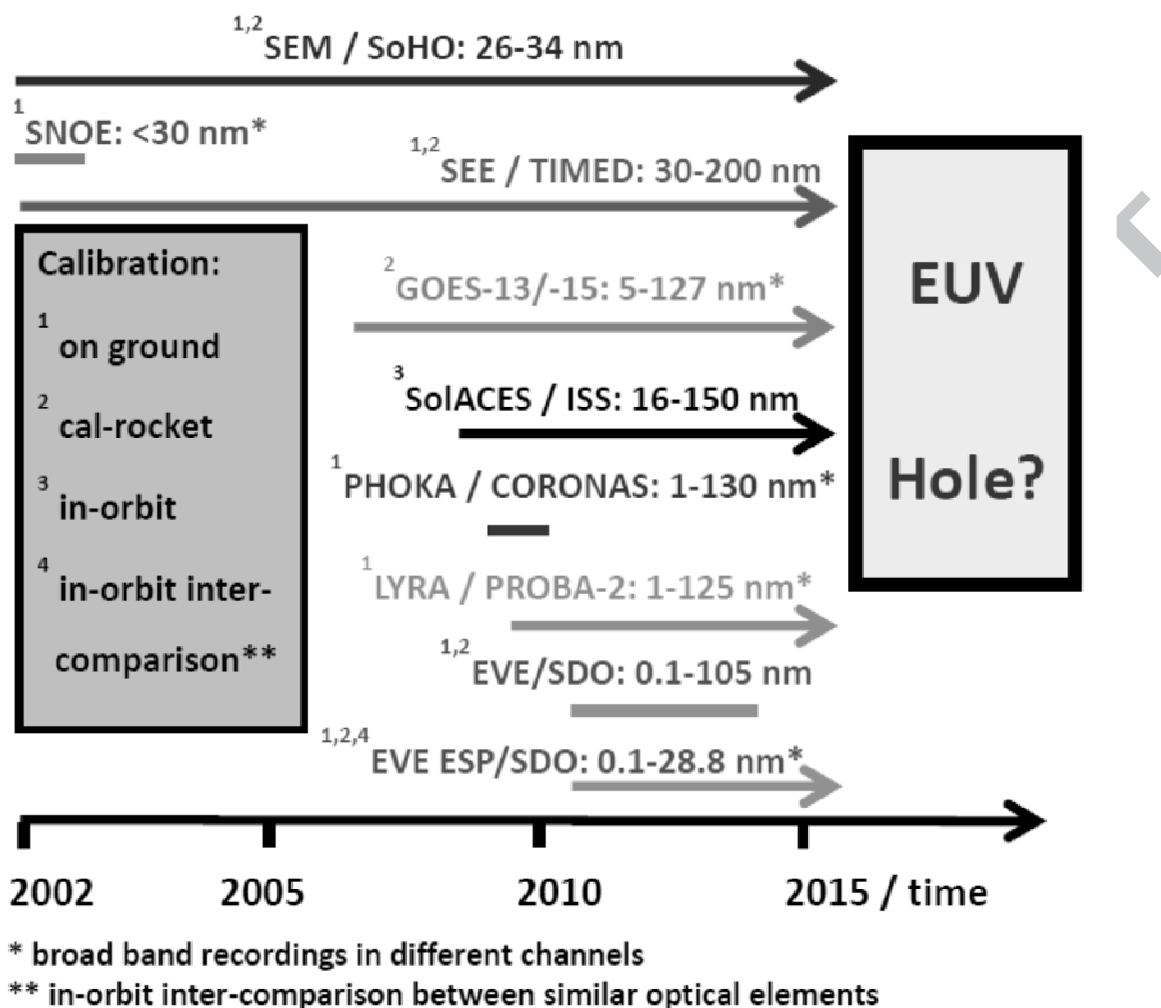 1,2 SEM / SoHO: 26-34 nm
1 SNOE: <30 nm*
1,2 SEE / TIMED: 30-200 nm
Calibration:
1 on ground
2 cal-rocket
3 in-orbit
4 in-orbit inter-
comparison**
2 GOES-13/-15: 5-127 nm*
3 SolACES / ISS: 16-150 nm
1 PHOKA / CORONAS: 1-130 nm*
1 LYRA / PROBA-2: 1-125 nm*
1,2 EVE/SDO: 0.1-105 nm
1,2,4 EVE ESP/SDO: 0.1-28.8 nm*
EUV
Hole?
2002 2005 2010 2015 / time
* broad band recordings in different channels
** in-orbit inter-comparison between similar optical elements